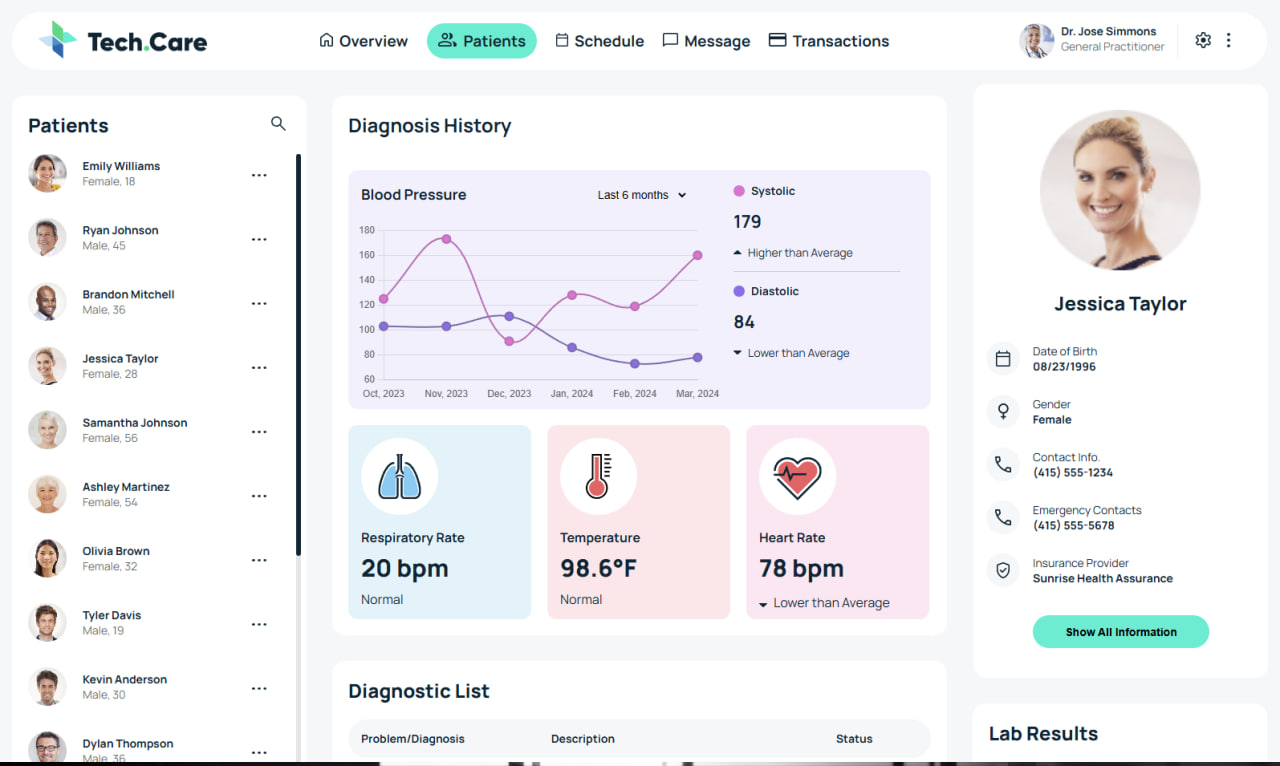 Tech.Care
Overview
Patients
Schedule
Message
Transactions
Dr. Jose Simmons
General Practitioner
Patients
Emily Williams
Female, 18
Ryan Johnson
Male, 45
Brandon Mitchell
Male, 36
Jessica Taylor
Female, 28
Samantha Johnson
Female, 56
Ashley Martinez
Female, 54
Olivia Brown
Female, 32
Tyler Davis
Male, 19
Kevin Anderson
Male, 30
Dylan Thompson
Male, 36
Diagnosis History
Blood Pressure
Last 6 months
180
160
140
120
100
80
60
Oct, 2023 Nov, 2023 Dec, 2023 Jan, 2024 Feb, 2024 Mar, 2024
Systolic
179
Higher than Average
Diastolic
84
Lower than Average
Respiratory Rate
20 bpm
Normal
Temperature
98.6°F
Normal
Heart Rate
78 bpm
Lower than Average
Diagnostic List
Problem/Diagnosis Description Status
Jessica Taylor
Date of Birth
08/23/1996
Gender
Female
Contact Info.
(415) 555-1234
Emergency Contacts
(415) 555-5678
Insurance Provider
Sunrise Health Assurance
Show All Information
Lab Results